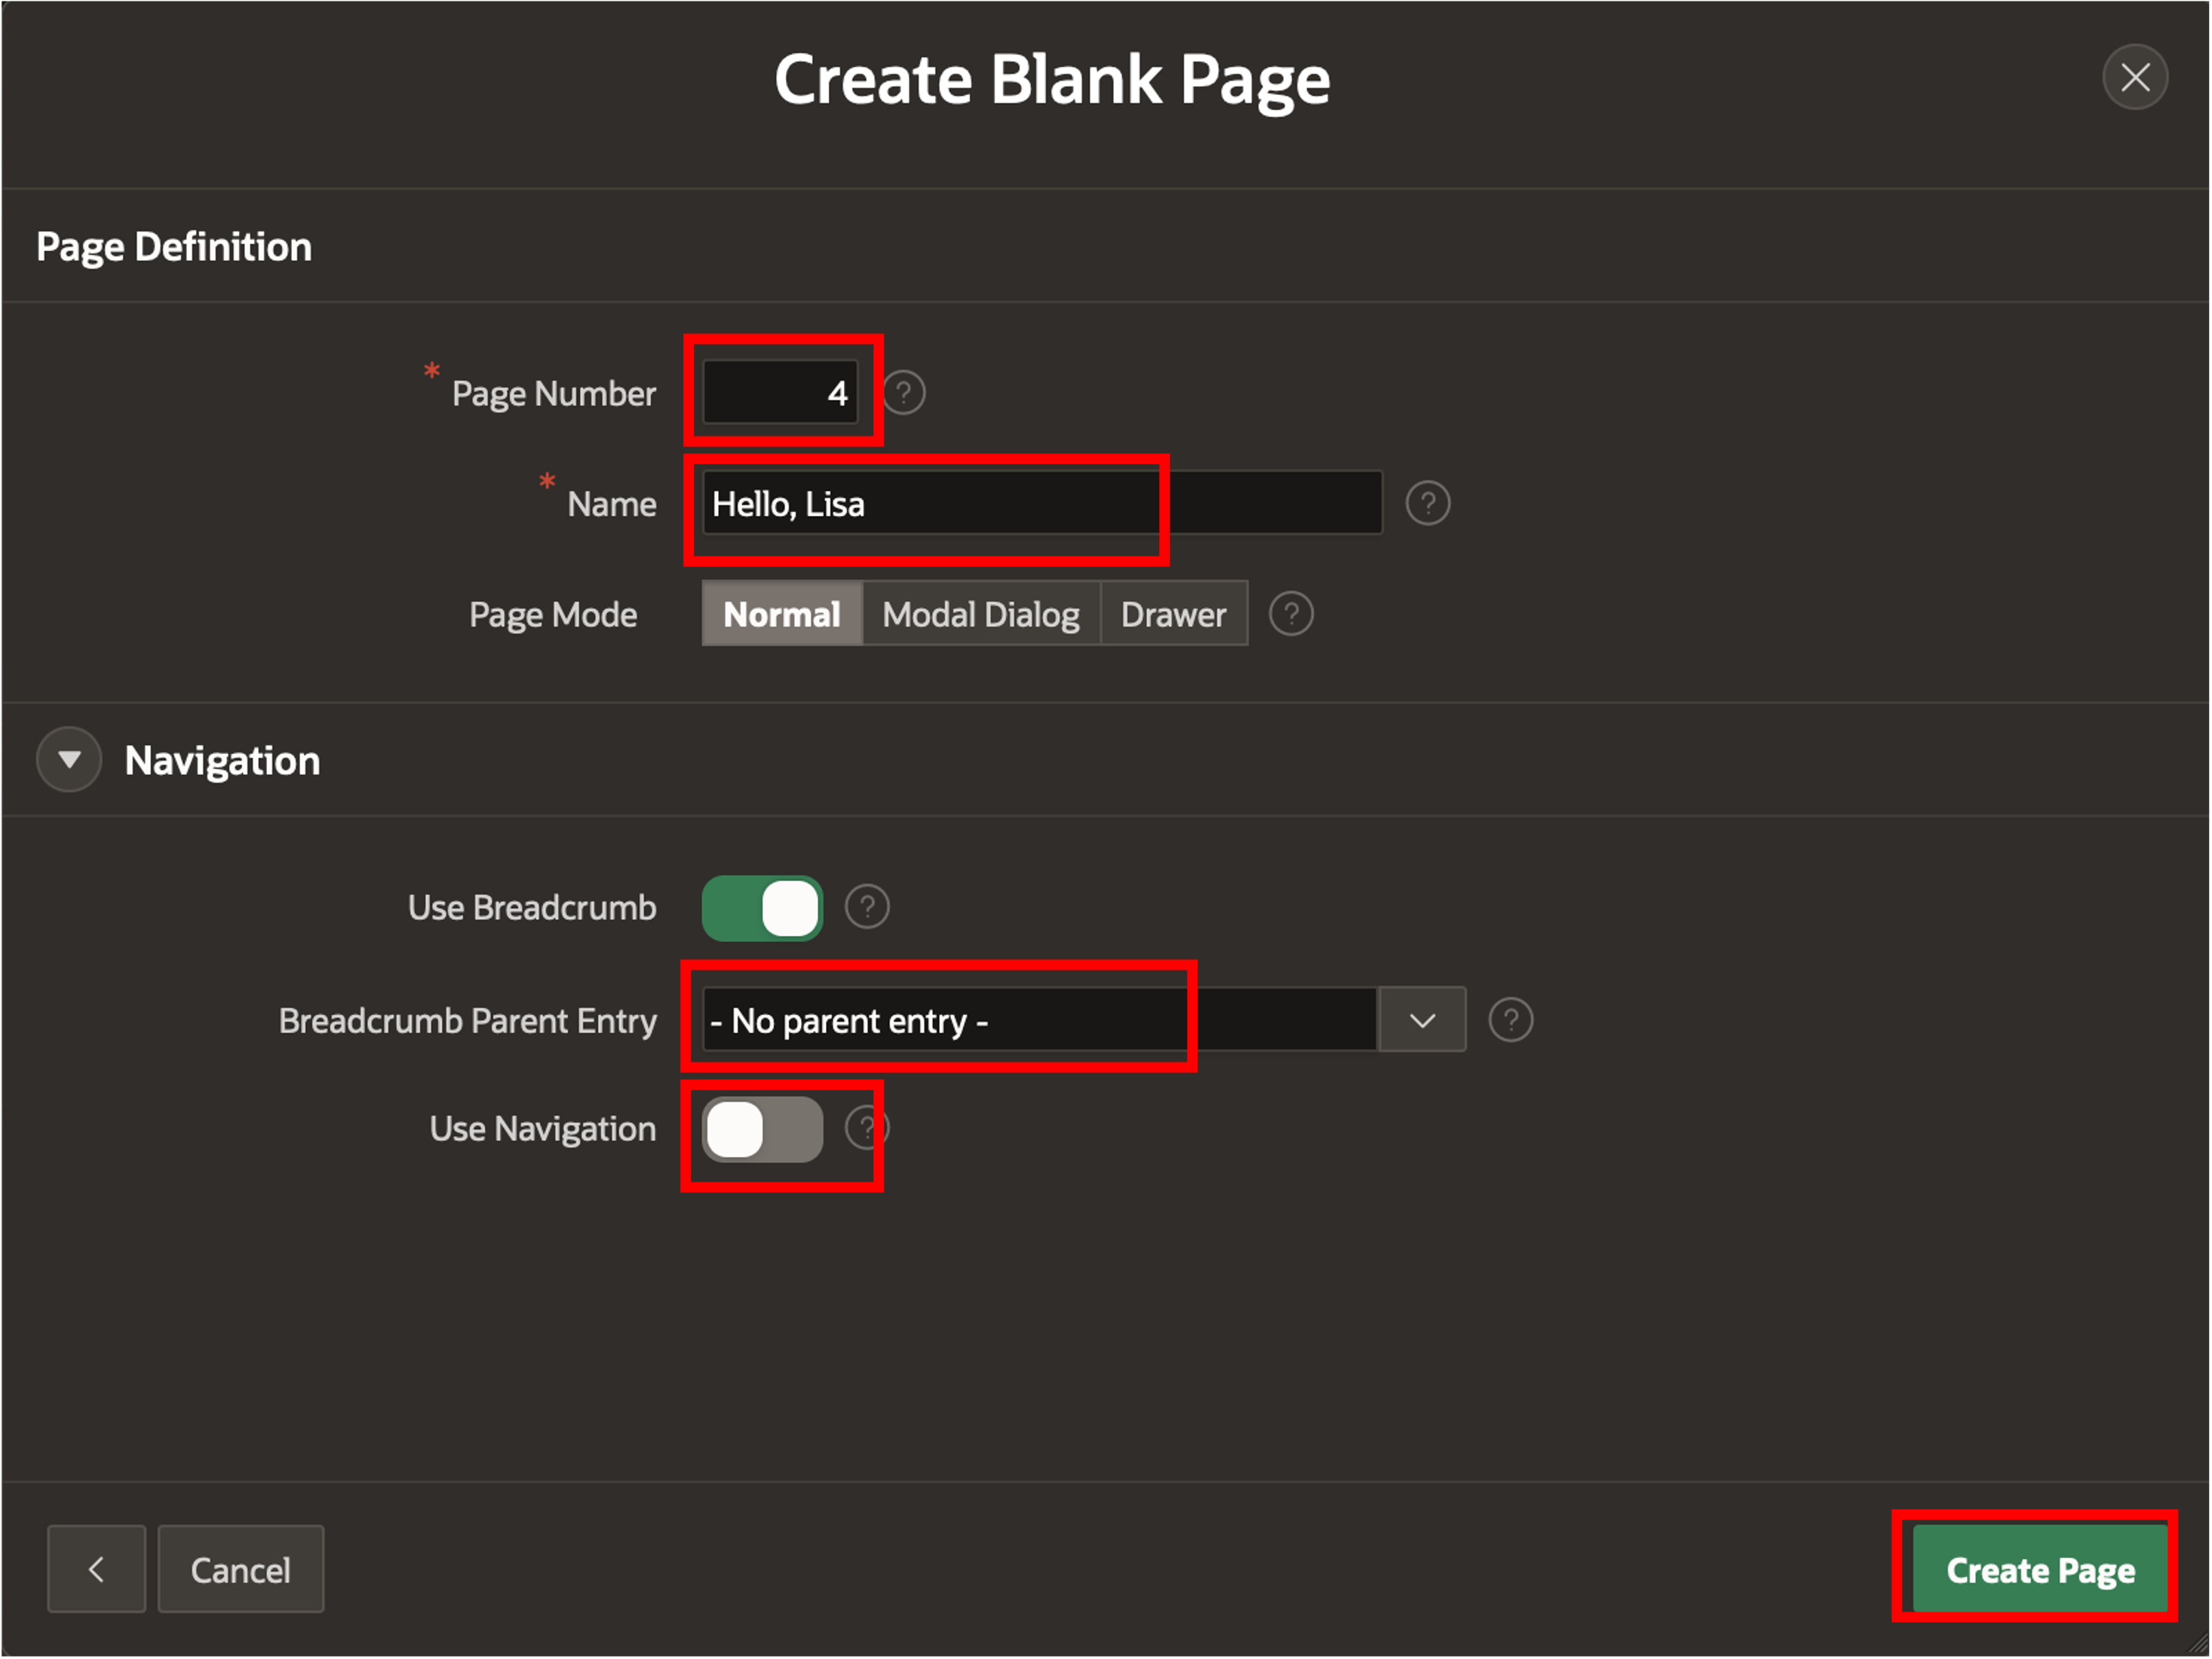 Create Blank Page
Page Definition
* Page Number 4 ?
* Name Hello, Lisa ?
Page Mode Normal Modal Dialog Drawer ?
Navigation
Use Breadcrumb ?
Breadcrumb Parent Entry - No parent entry - ?
Use Navigation ?
Cancel Create Page